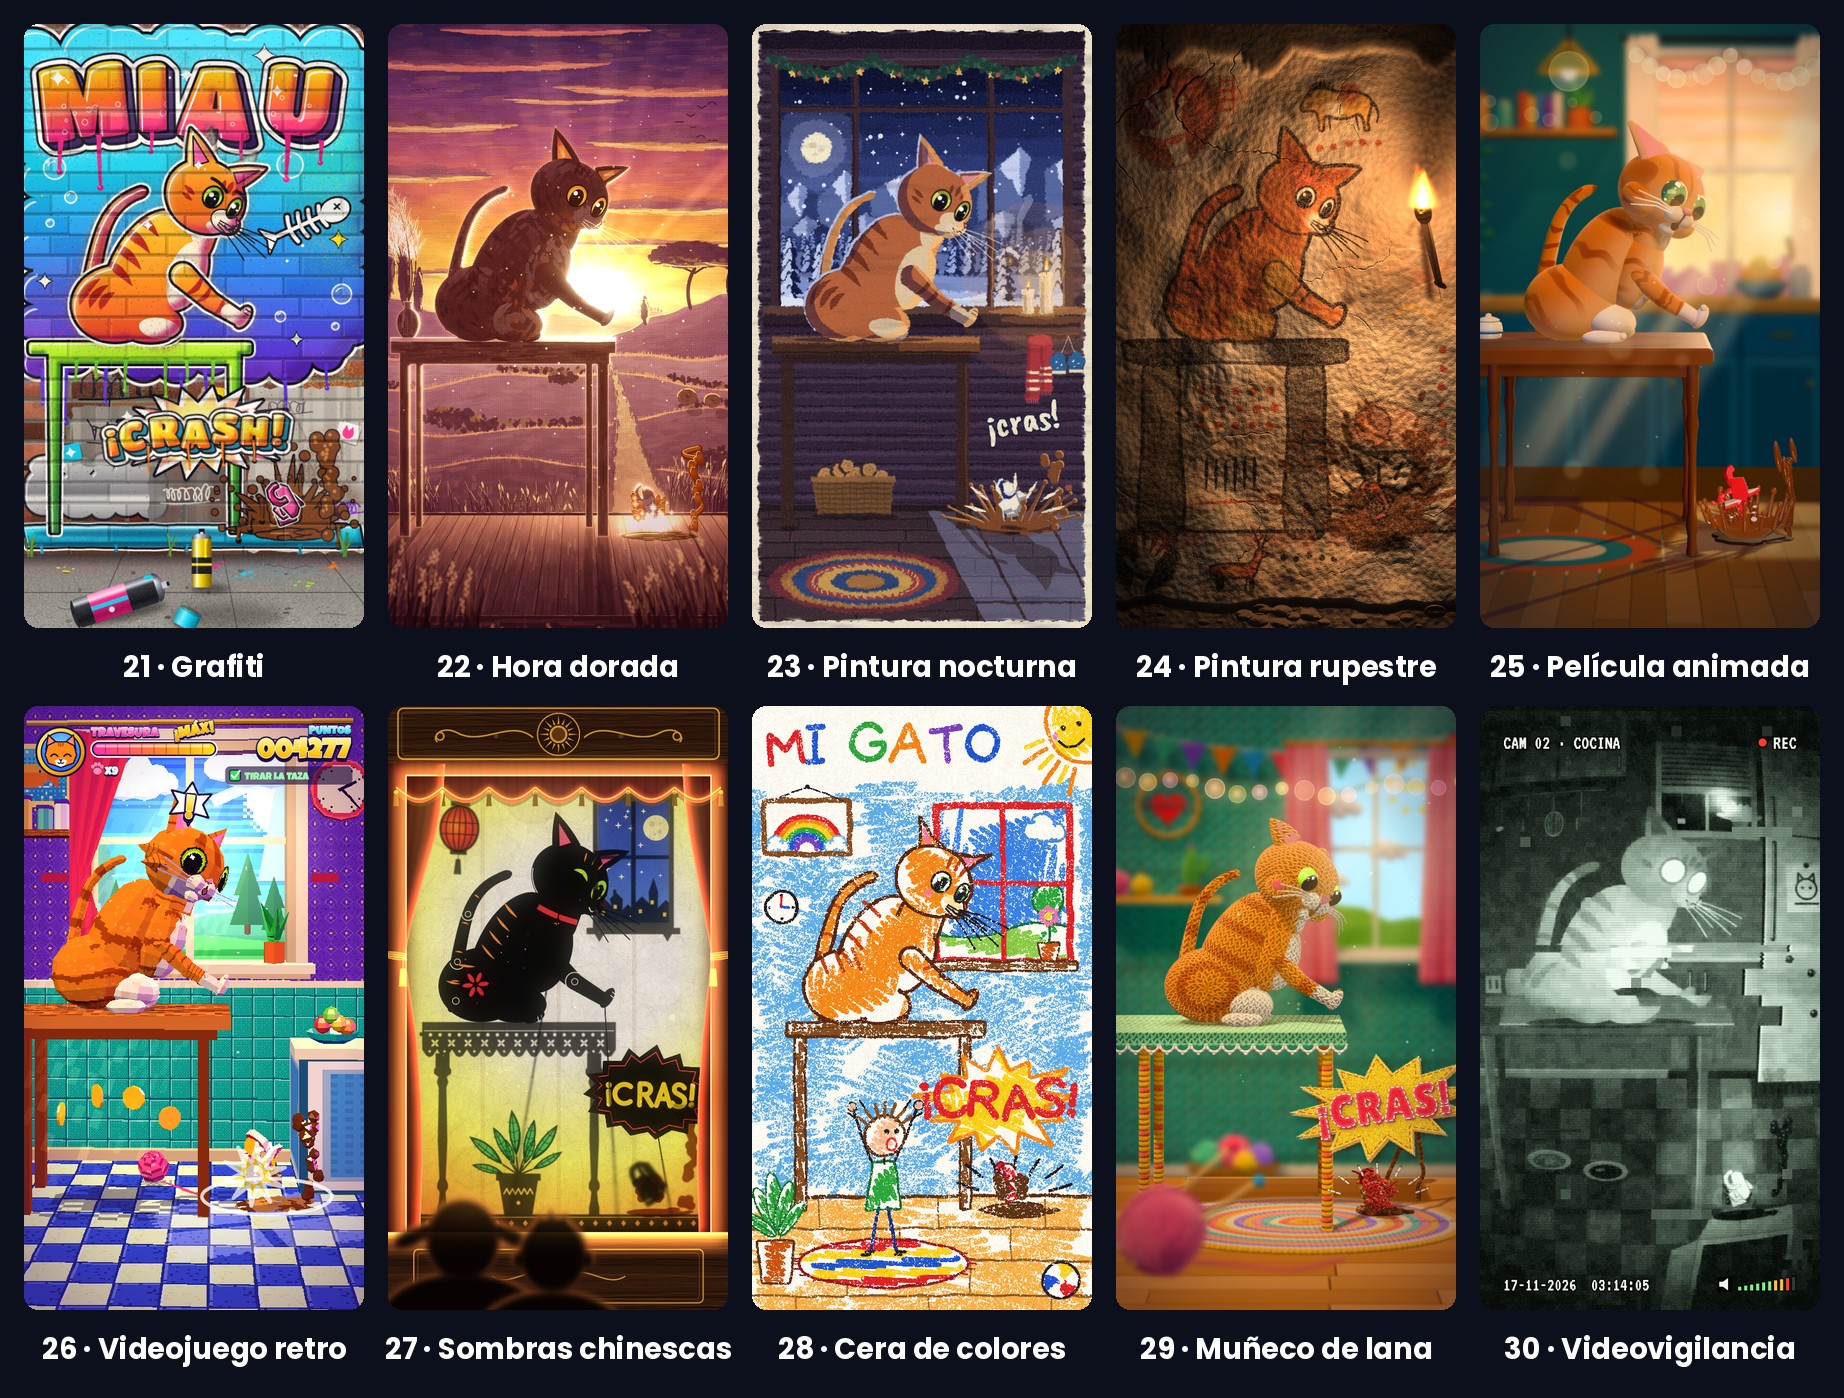 MIAU
¡CRASH!
¡cras!
21 · Grafiti
22 · Hora dorada
23 · Pintura nocturna
24 · Pintura rupestre
25 · Película animada
TRAVESURA
¡MÁX!
PUNTOS
004277
X9
TIRAR LA TAZA
!
¡CRAS!
MI GATO
¡CRAS!
¡CRAS!
CAM 02 · COCINA
REC
17-11-2026 03:14:05
26 · Videojuego retro
27 · Sombras chinescas
28 · Cera de colores
29 · Muñeco de lana
30 · Videovigilancia